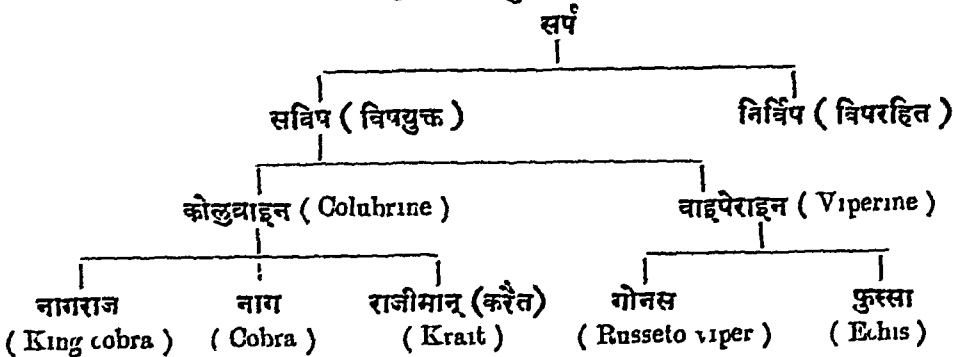 सर्प
सविष ( विषयुक्त ) निर्विष ( विषरहित )
कोलुब्राइन ( Colubrine ) वाइपेराइन ( Viperine )
नागराज नाग राजीमान् (करैत) गोनस फुरसा
( King cobra ) ( Cobra ) ( Krait ) ( Russeto viper ) ( Echis )